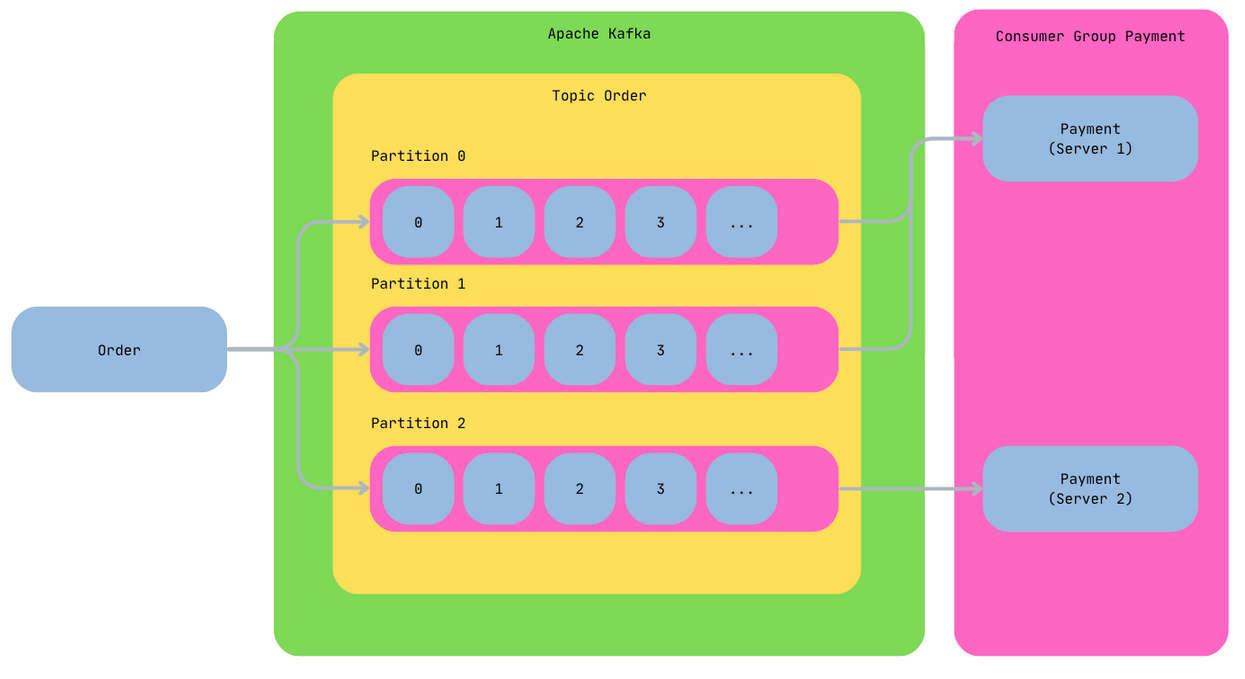 Apache Kafka
Consumer Group Payment
Topic Order
Payment
(Server 1)
Partition 0
0 1 2 3 ...
Partition 1
Order
0 1 2 3 ...
Partition 2
0 1 2 3 ...
Payment
(Server 2)